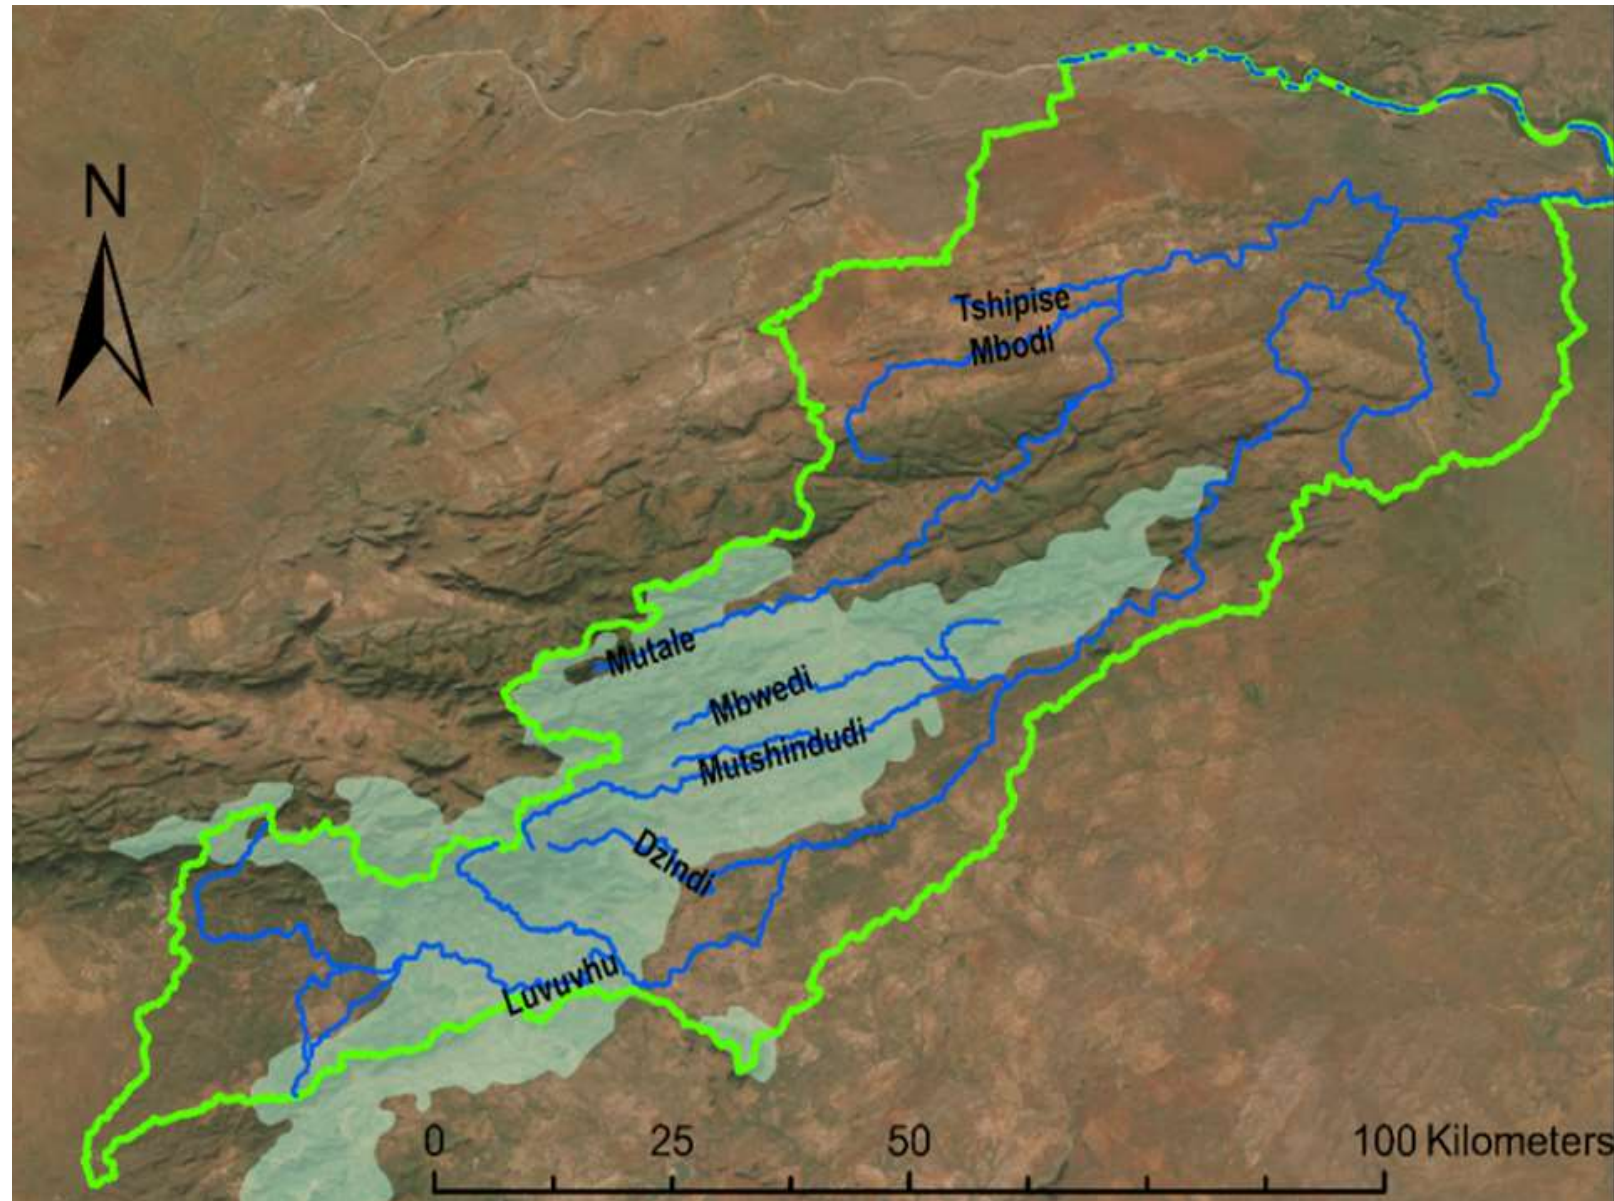 N
Tshipise
Mbodi
Mutale
Mbwedi
Mutshindudi
Dzindi
Luvuvhu
0 25 50 100 Kilometers